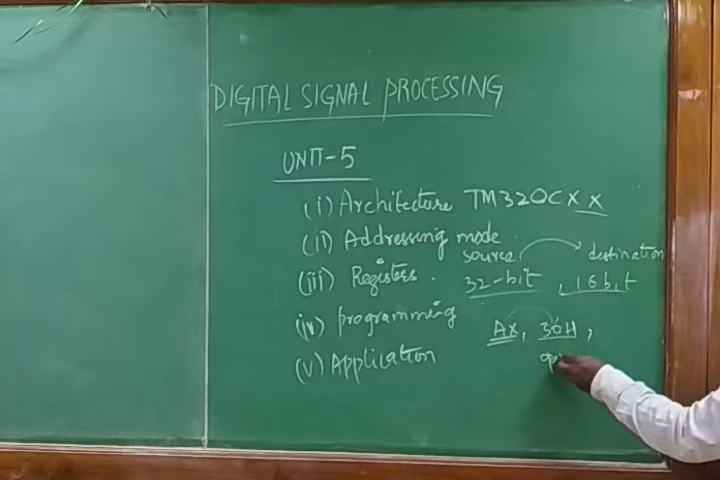 DIGITAL SIGNAL PROCESSING
UNIT-5
(i) Architecture TM320CXX
(ii) Addressing mode.
source destination
(iii) Registers. 32-bit, 16 bit
(iv) programming
AX, 30H,
(v) Application